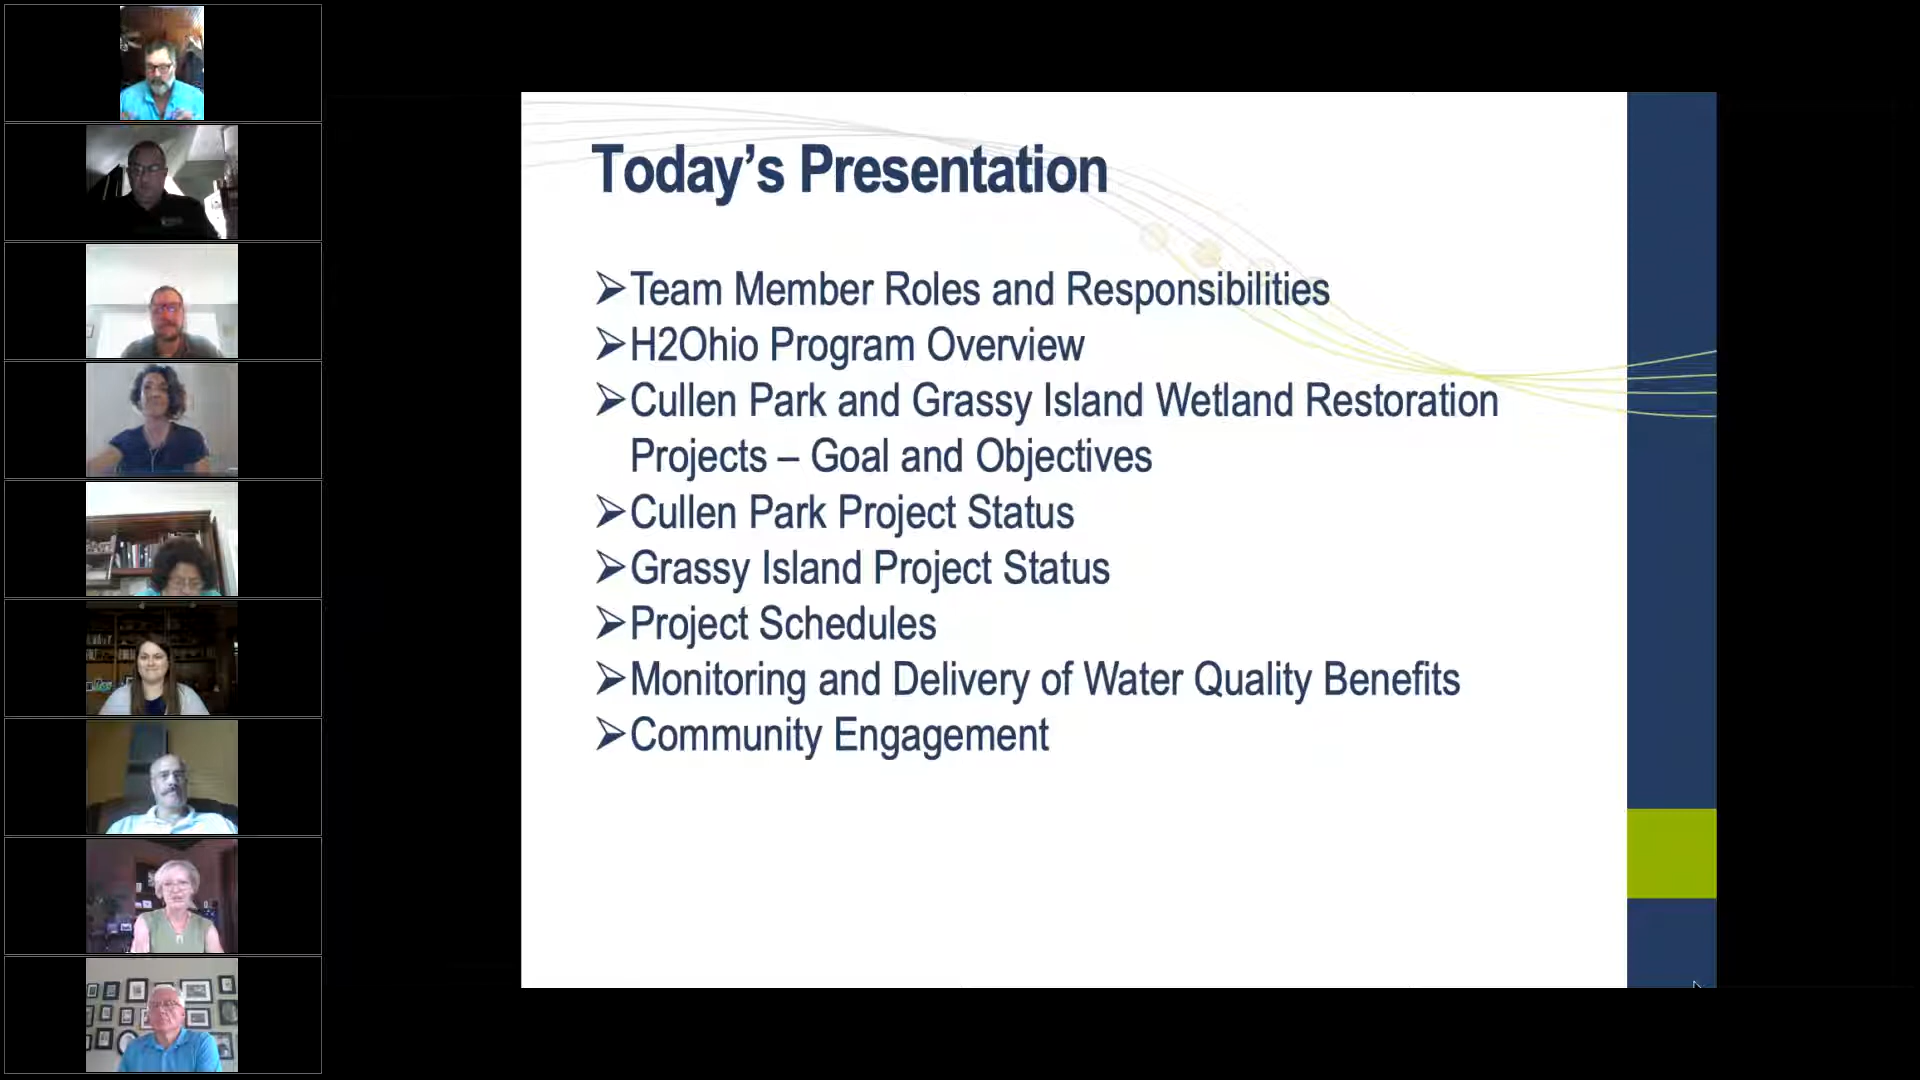 Today's Presentation
➢Team Member Roles and Responsibilities
➢H2Ohio Program Overview
➢Cullen Park and Grassy Island Wetland Restoration
Projects – Goal and Objectives
➢Cullen Park Project Status
➢Grassy Island Project Status
➢Project Schedules
➢Monitoring and Delivery of Water Quality Benefits
➢Community Engagement